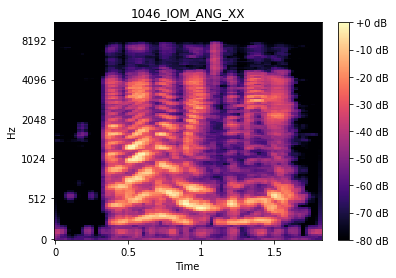 1046_IOM_ANG_XX
+0 dB
8192
-10 dB
4096
-20 dB
-30 dB
Hz
2048
-40 dB
1024
-50 dB
-60 dB
512
-70 dB
0
-80 dB
0 0.5 1 1.5
Time